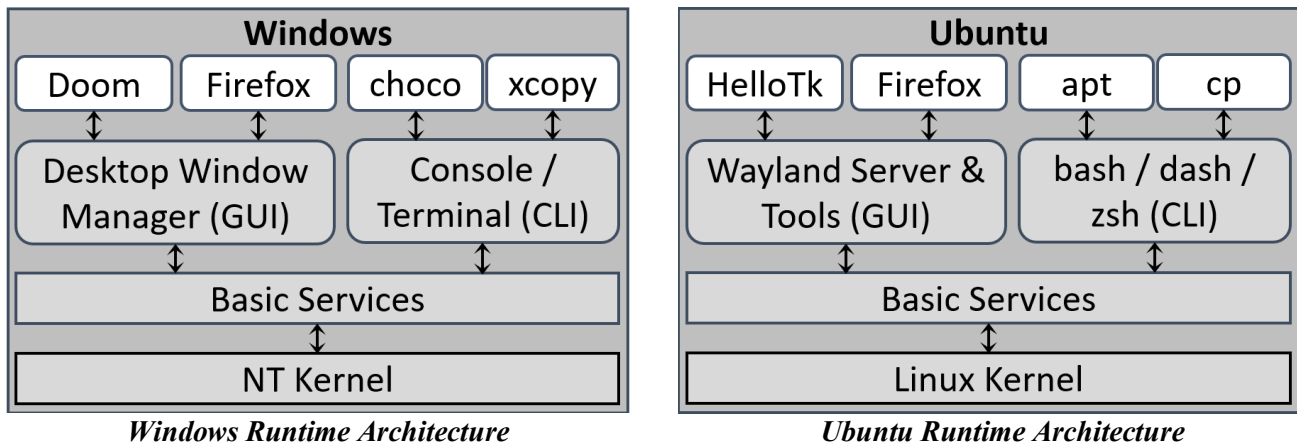 Windows
Doom
Firefox
choco
xcopy
Desktop Window
Manager (GUI)
Console /
Terminal (CLI)
Basic Services
NT Kernel
Windows Runtime Architecture
Ubuntu
HelloTk
Firefox
apt
cp
Wayland Server &
Tools (GUI)
bash / dash /
zsh (CLI)
Basic Services
Linux Kernel
Ubuntu Runtime Architecture